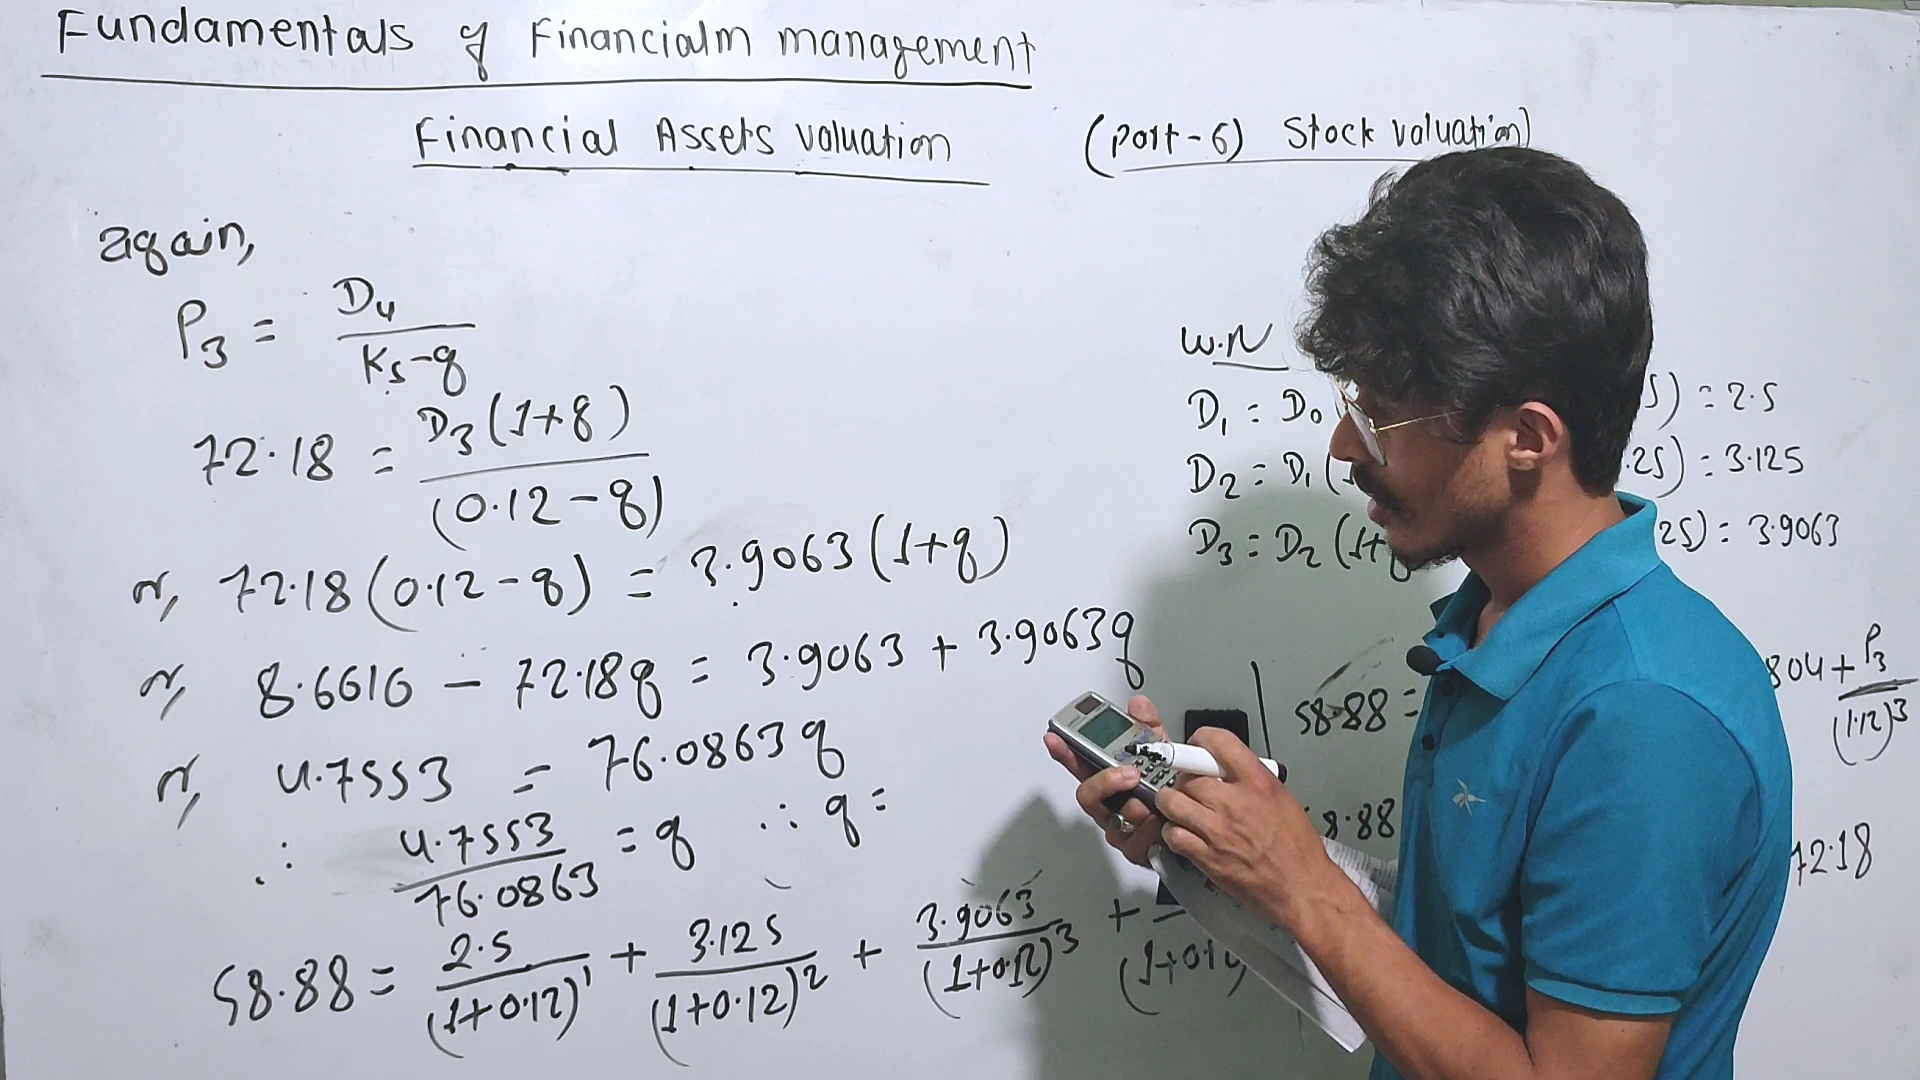 Fundamentals of Financialm management
Financial Assets valuation
(part-6) Stock valuation)
again,
P₃ = D₄ / Ks-g
72.18 = D₃(1+g) / (0.12-g)
or, 72.18(0.12-g) = 3.9063(1+g)
or, 8.6616 - 72.18g = 3.9063 + 3.9063g
or, 4.7553 = 76.0863g
∴ 4.7553 / 76.0863 = g ∴ g =
58.88 = 2.5 / (1+0.12)¹ + 3.125 / (1+0.12)² + 3.9063 / (1+0.12)³ +
W.N
D₁ = D₀ 5) = 2.5
D₂ = D₁( .25) = 3.125
D₃ = D₂(1+g 25) = 3.9063
58.88 = 804 + P₃ / (1.12)³
8.88
72.18